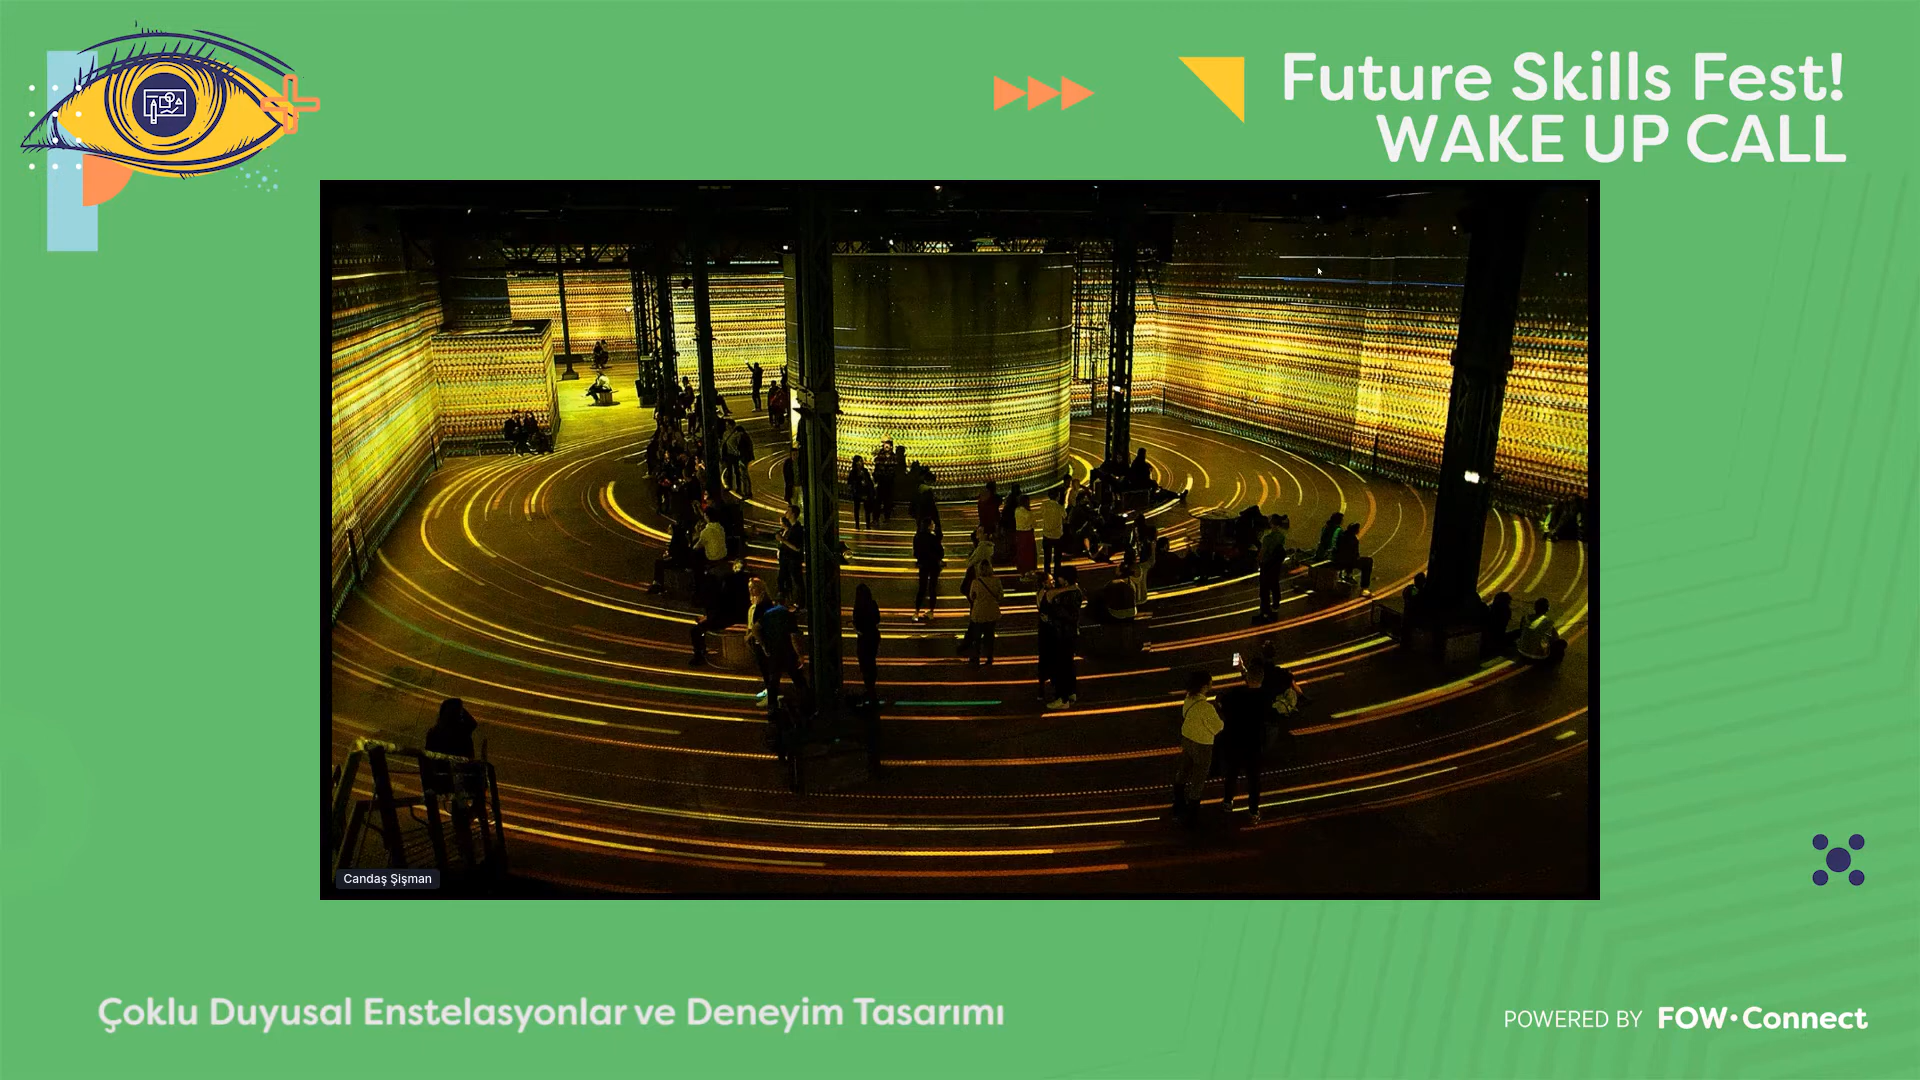 Future Skills Fest!
WAKE UP CALL
Candaş Şişman
Çoklu Duyusal Enstelasyonlar ve Deneyim Tasarımı
POWERED BY FOW·Connect